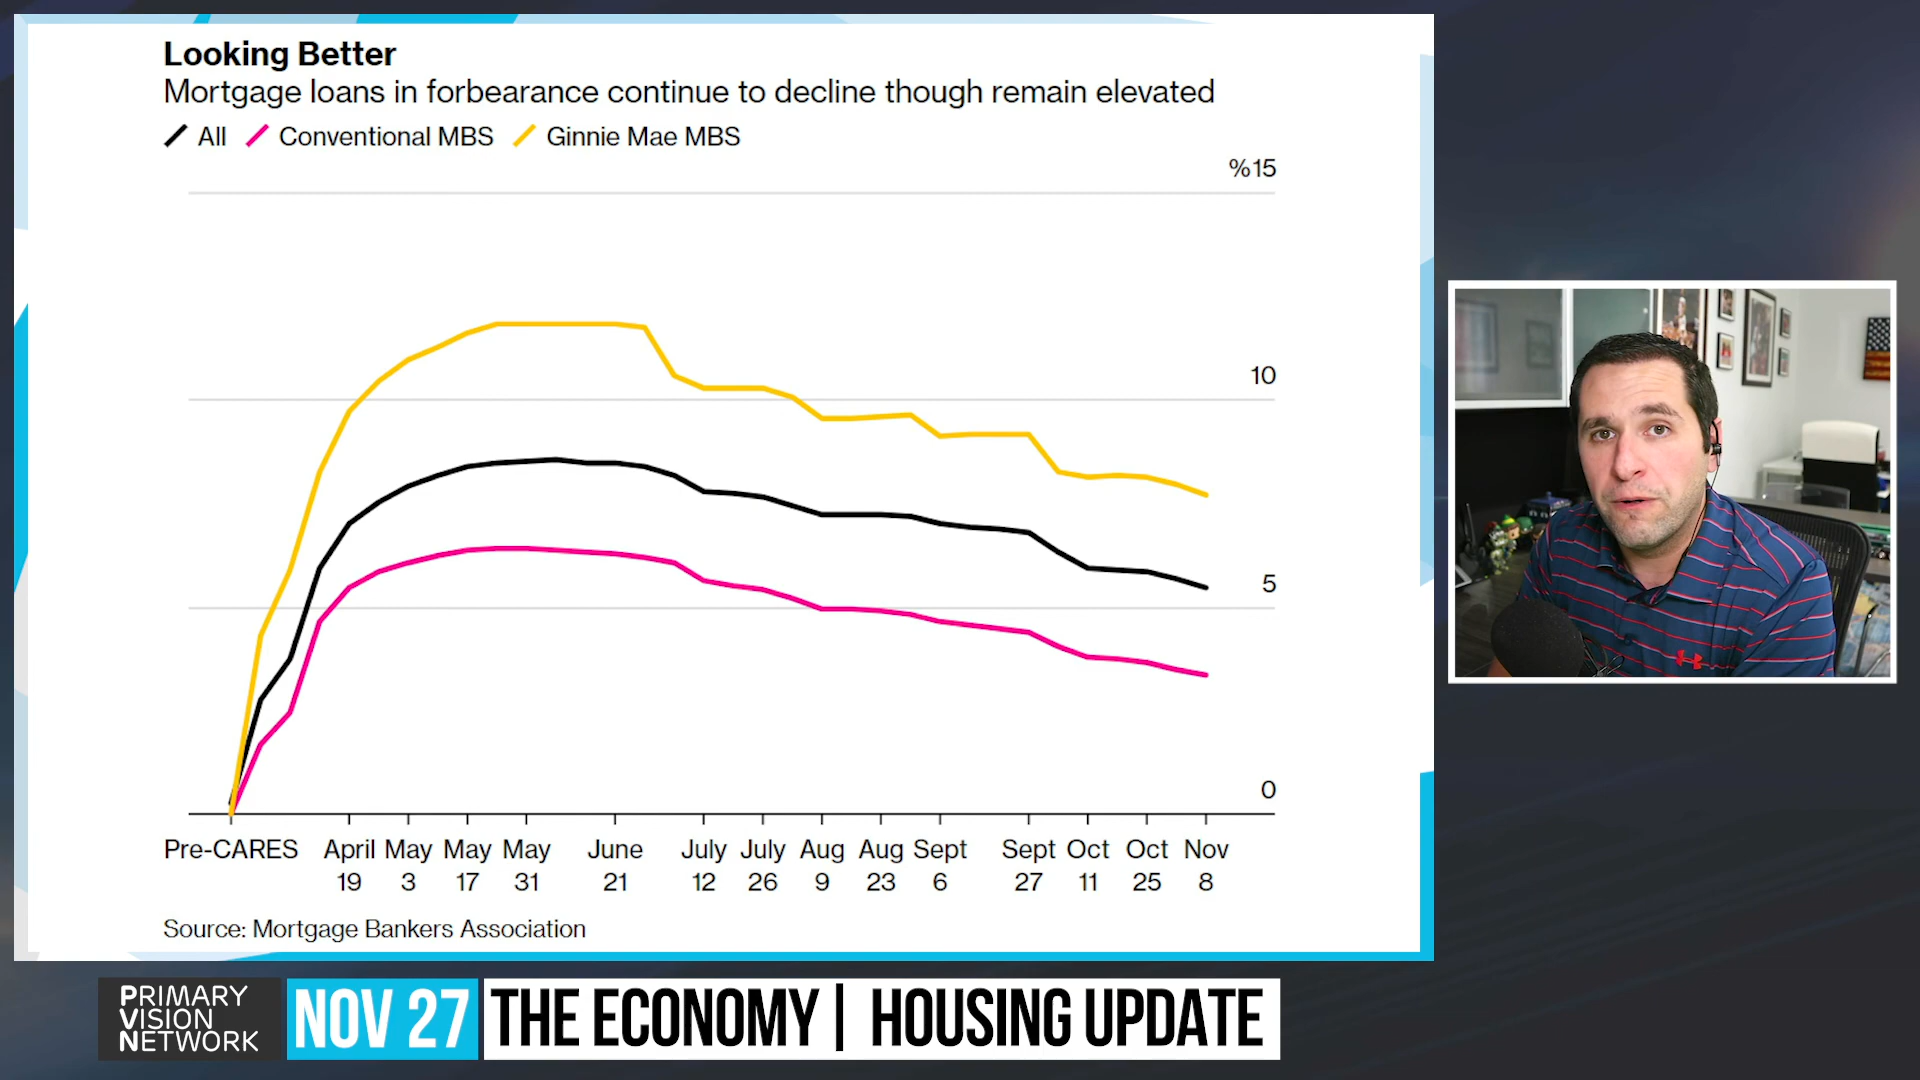 Looking Better
Mortgage loans in forbearance continue to decline though remain elevated
All Conventional MBS Ginnie Mae MBS
%15
10
5
0
Pre-CARES April 19 May 3 May 17 May 31 June 21 July 12 July 26 Aug 9 Aug 23 Sept 6 Sept 27 Oct 11 Oct 25 Nov 8
Source: Mortgage Bankers Association
PRIMARY
VISION
NETWORK
NOV 27
THE ECONOMY | HOUSING UPDATE